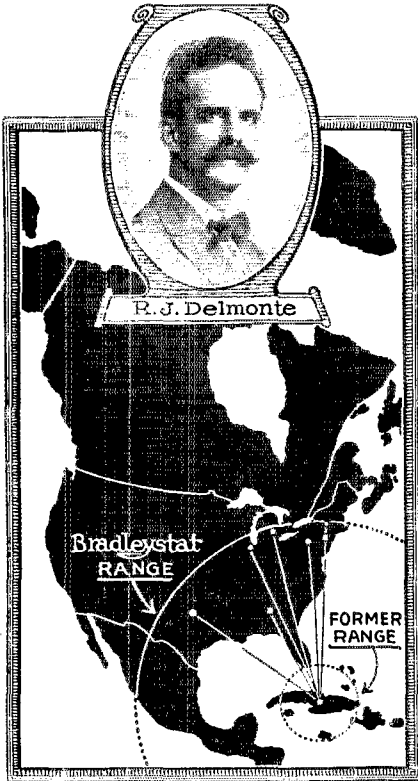 R.J. Delmonte
Bradleystat
RANGE
FORMER
RANGE